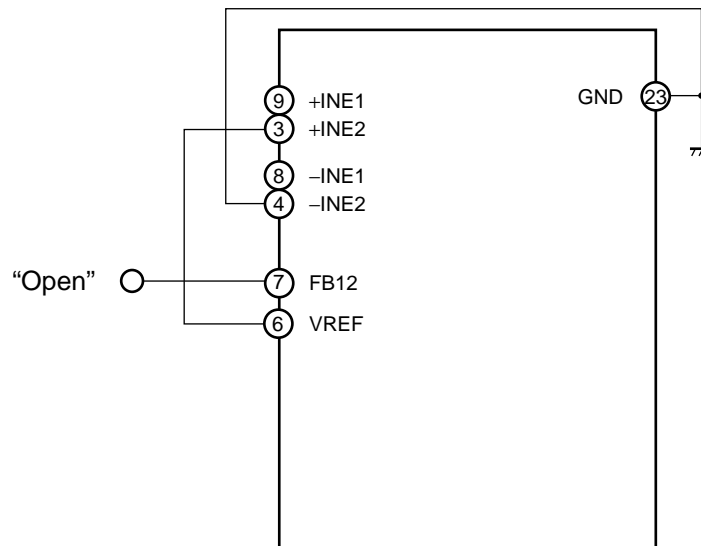 9 +INE1
GND 23
3 +INE2
8 –INE1
4 –INE2
“Open” 7 FB12
6 VREF